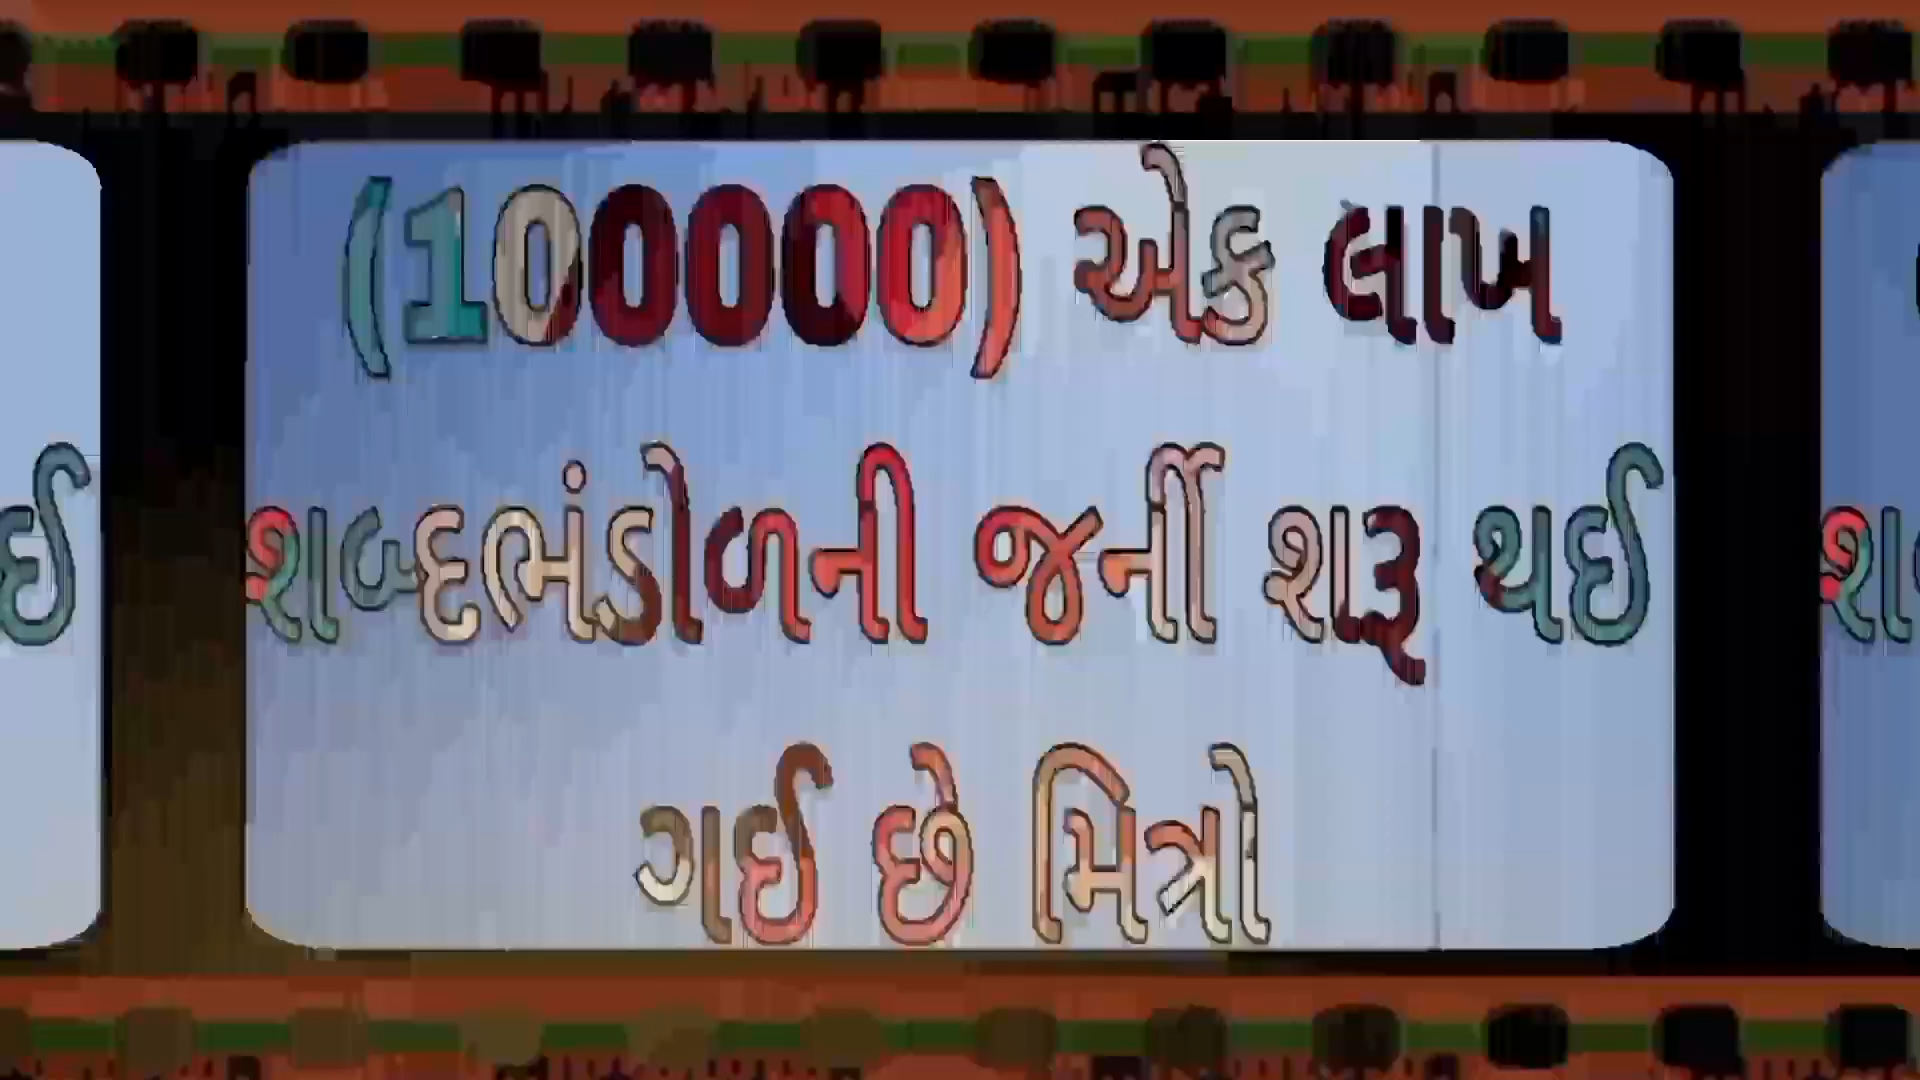 (100000) એક લાખ
શબ્દભંડોળની જર્ની શરૂ થઈ
ગઈ છે મિત્રો